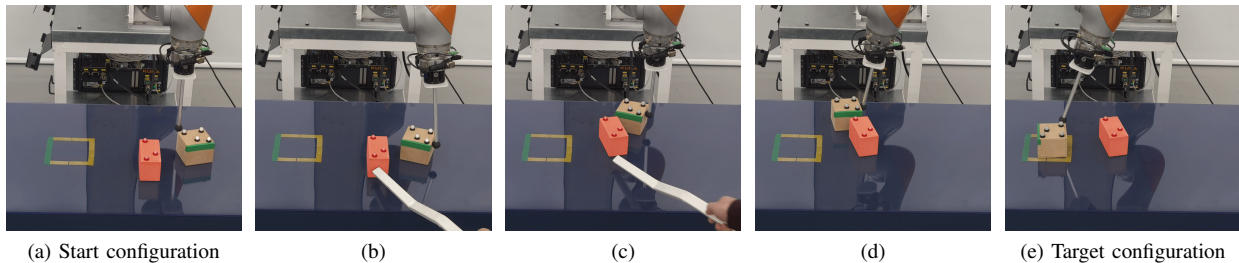 (a) Start configuration
(b)
(c)
(d)
(e) Target configuration